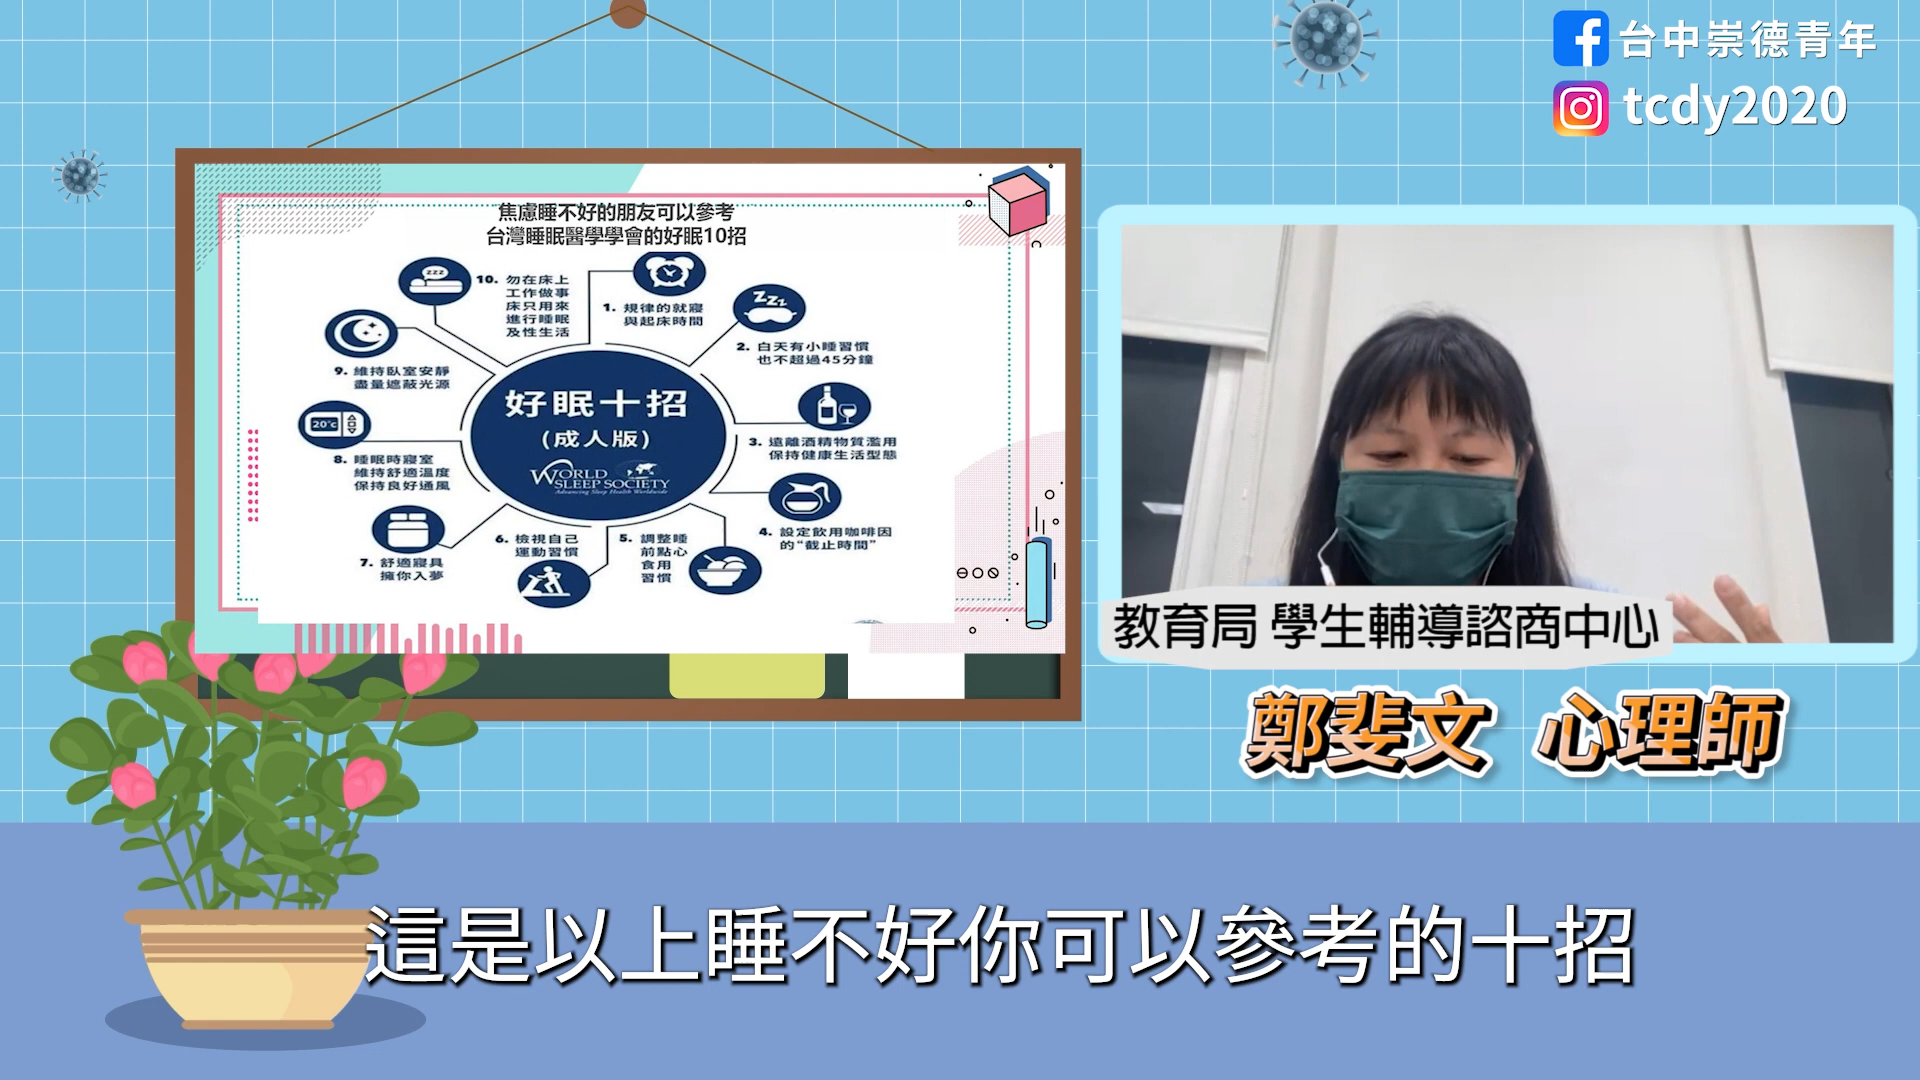 台中崇德青年
tcdy2020
焦慮睡不好的朋友可以參考
台灣睡眠醫學學會的好眠10招
好眠十招
(成人版)
WORLD
SLEEP SOCIETY
Advancing Sleep Health Worldwide
1. 規律的就寢
與起床時間
zzz
2. 白天有小睡習慣
也不超過45分鐘
3. 遠離酒精物質濫用
保持健康生活型態
4. 設定飲用咖啡因
的“截止時間”
5. 調整睡
前點心
食用
習慣
6. 檢視自己
運動習慣
7. 舒適寢具
擁你入夢
20°c
8. 睡眠時寢室
維持舒適溫度
保持良好通風
9. 維持臥室安靜
盡量遮蔽光源
zzz
10. 勿在床上
工作做事
床只用來
進行睡眠
及性生活
教育局 學生輔導諮商中心
鄭斐文 心理師
這是以上睡不好你可以參考的十招